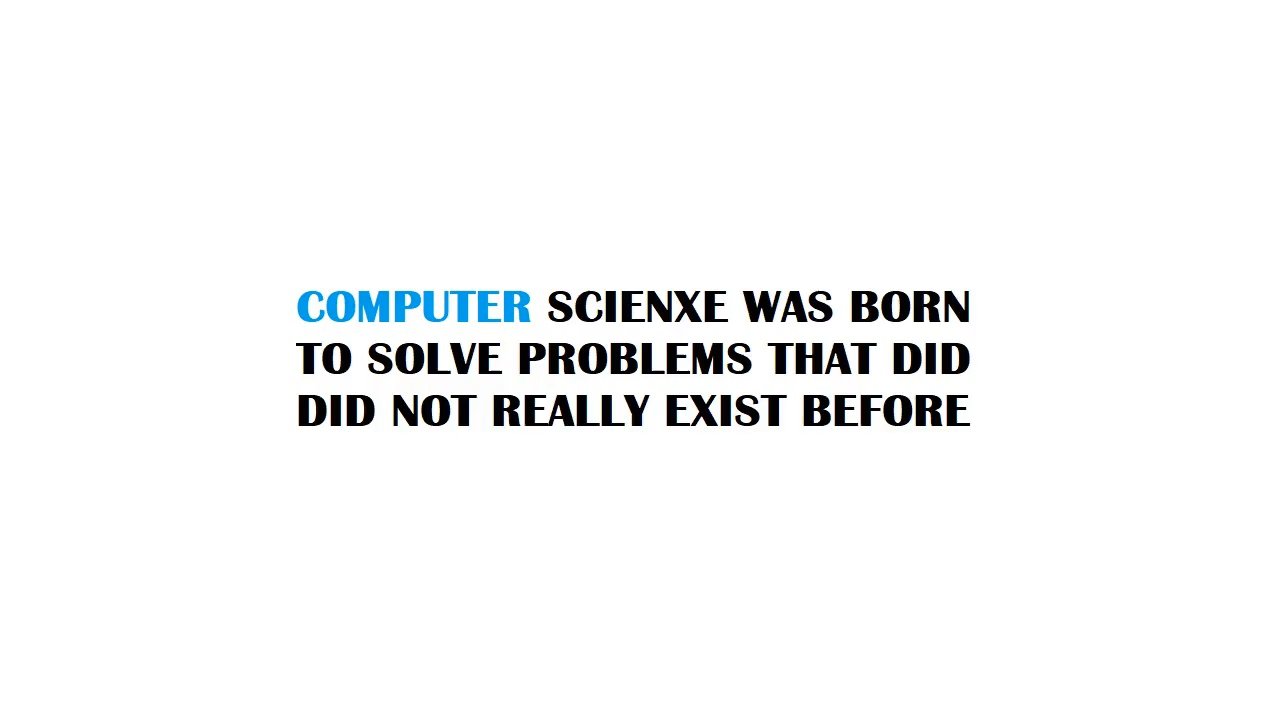 COMPUTER SCIENXE WAS BORN
TO SOLVE PROBLEMS THAT DID
DID NOT REALLY EXIST BEFORE